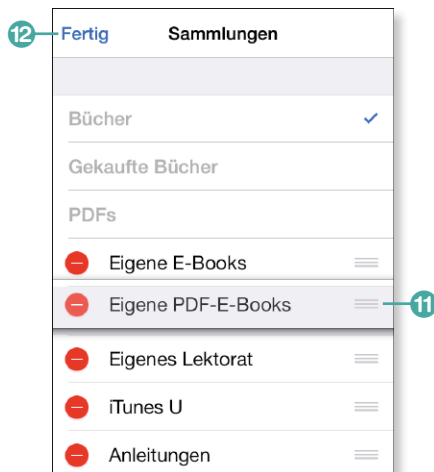 12 Fertig Sammlungen
Bücher
Gekaufte Bücher
PDFs
Eigene E-Books
Eigene PDF-E-Books 11
Eigenes Lektorat
iTunes U
Anleitungen